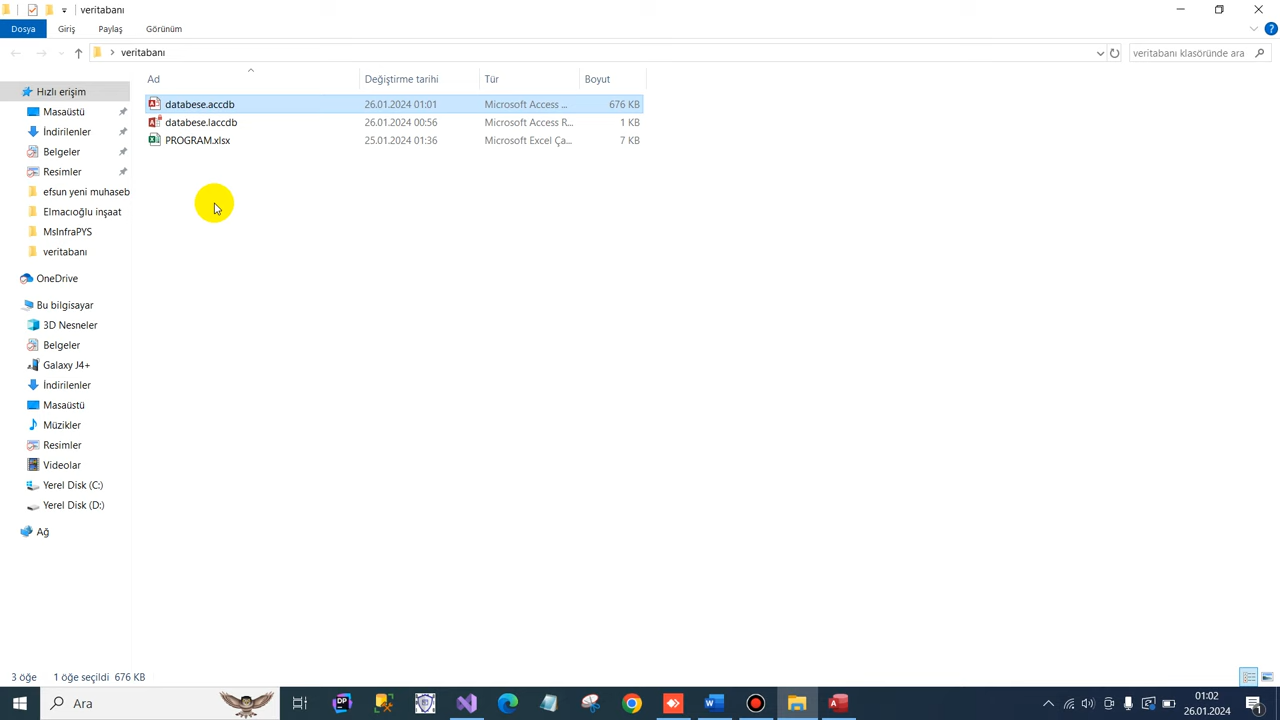 veritabanı
Dosya Giriş Paylaş Görünüm
veritabanı
veritabanı klasöründe ara
Ad Değiştirme tarihi Tür Boyut
databese.accdb 26.01.2024 01:01 Microsoft Access ... 676 KB
databese.laccdb 26.01.2024 00:56 Microsoft Access R... 1 KB
PROGRAM.xlsx 25.01.2024 01:36 Microsoft Excel Ça... 7 KB
Hızlı erişim
Masaüstü
İndirilenler
Belgeler
Resimler
efsun yeni muhaseb
Elmacıoğlu inşaat
MsInfraPYS
veritabanı
OneDrive
Bu bilgisayar
3D Nesneler
Belgeler
Galaxy J4+
İndirilenler
Masaüstü
Müzikler
Resimler
Videolar
Yerel Disk (C:)
Yerel Disk (D:)
Ağ
3 öğe 1 öğe seçildi 676 KB
Ara
DP
01:02
26.01.2024
1